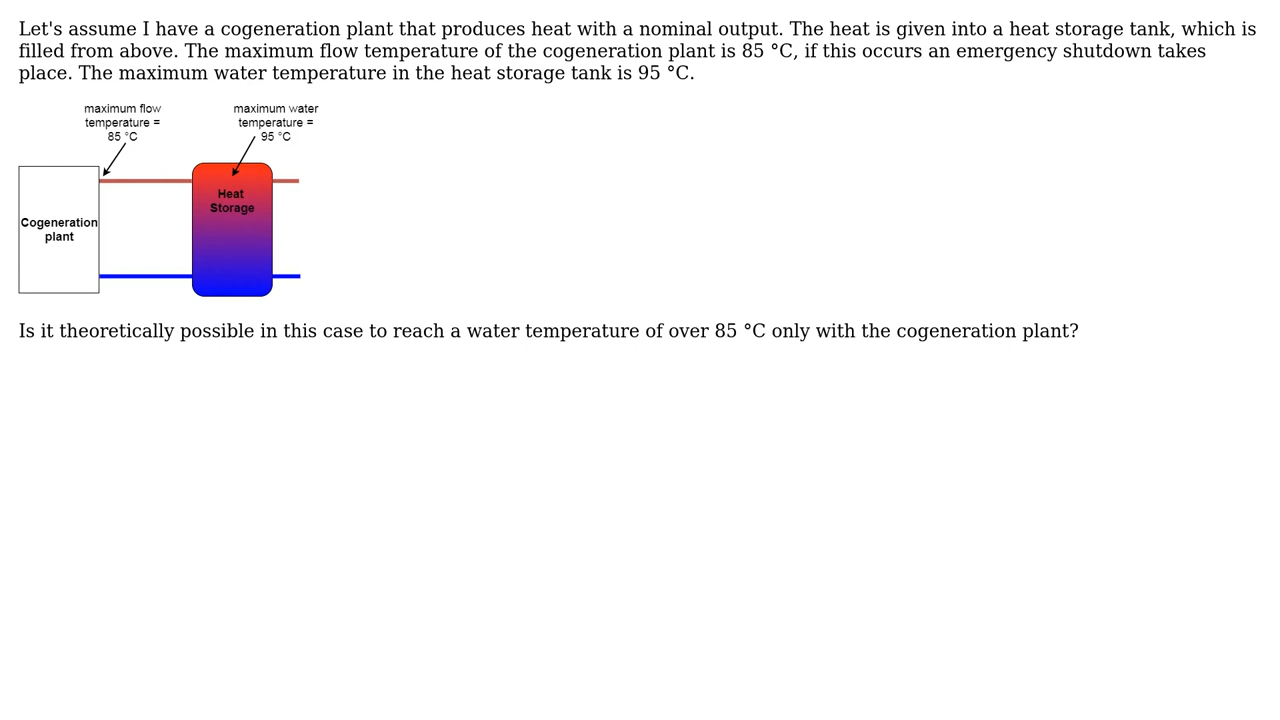 Let's assume I have a cogeneration plant that produces heat with a nominal output. The heat is given into a heat storage tank, which is
filled from above. The maximum flow temperature of the cogeneration plant is 85 °C, if this occurs an emergency shutdown takes
place. The maximum water temperature in the heat storage tank is 95 °C.
maximum flow
temperature =
85 °C
maximum water
temperature =
95 °C
Cogeneration
plant
Heat
Storage
Is it theoretically possible in this case to reach a water temperature of over 85 °C only with the cogeneration plant?